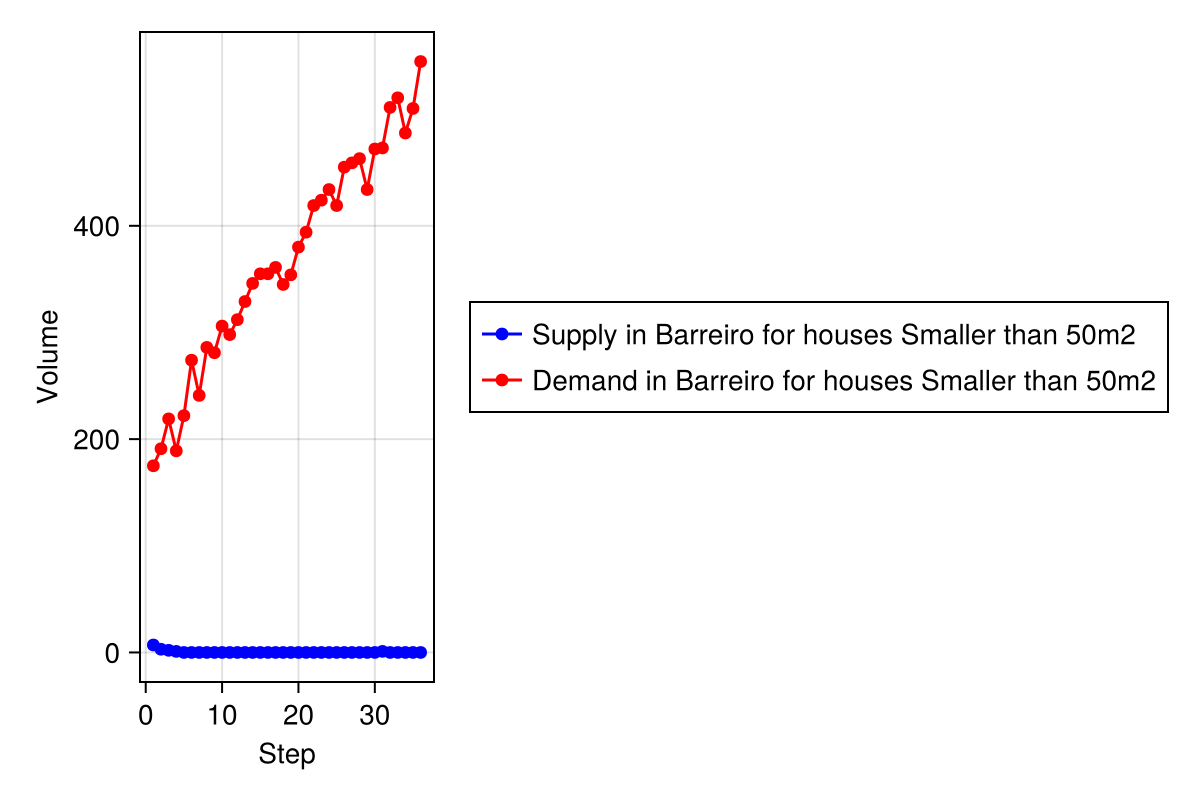 Volume
400
200
0
0 10 20 30
Step
Supply in Barreiro for houses Smaller than 50m2
Demand in Barreiro for houses Smaller than 50m2